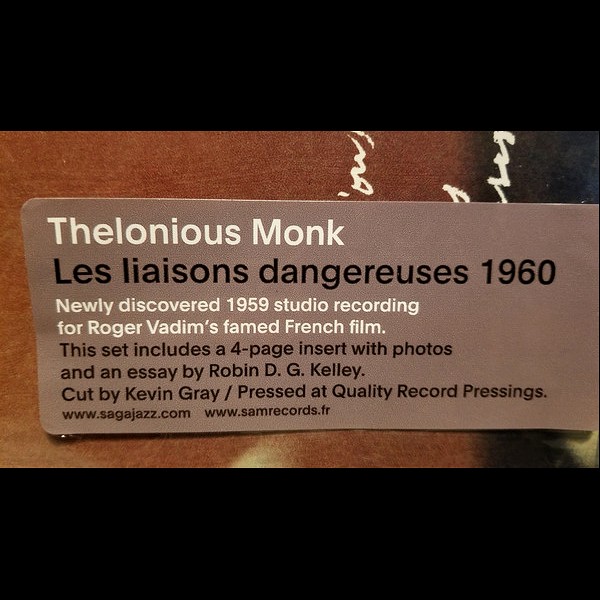 Thelonious Monk
Les liaisons dangereuses 1960
Newly discovered 1959 studio recording
for Roger Vadim's famed French film.
This set includes a 4-page insert with photos
and an essay by Robin D. G. Kelley.
Cut by Kevin Gray / Pressed at Quality Record Pressings.
www.sagajazz.com www.samrecords.fr